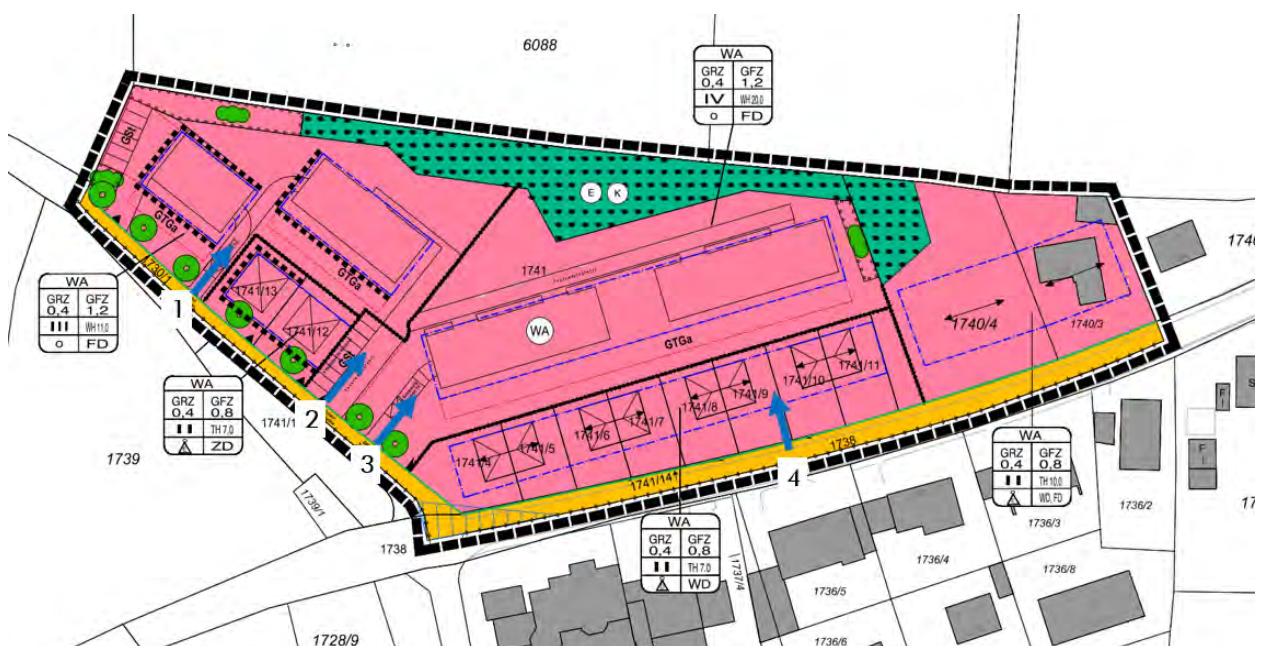 6088
WA
GRZ GFZ
0,4 1,2
IV WH 20.0
o FD
GSt
GTGa
1730/1
WA
GRZ GFZ
0,4 1,2
III WH 11.0
o FD
1
GTGa
1741/13
1741/12
GSt
E K
1741
WA
GTGa
1740/4
1740/3
WA
GRZ GFZ
0,4 0,8
II TH 7.0
ZD
1741/1
2
3
1739
1739/1
1738
1741/4
1741/5
1741/6
1741/7
1741/8
1741/9
1741/10
1741/11
1741/14
1738
4
WA
GRZ GFZ
0,4 0,8
II TH 7.0
WD
WA
GRZ GFZ
0,4 0,8
II TH 10.0
WD, FD
1737/4
1736/2
1736/3
1736/4
1736/5
1736/6
1736/8
1728/9